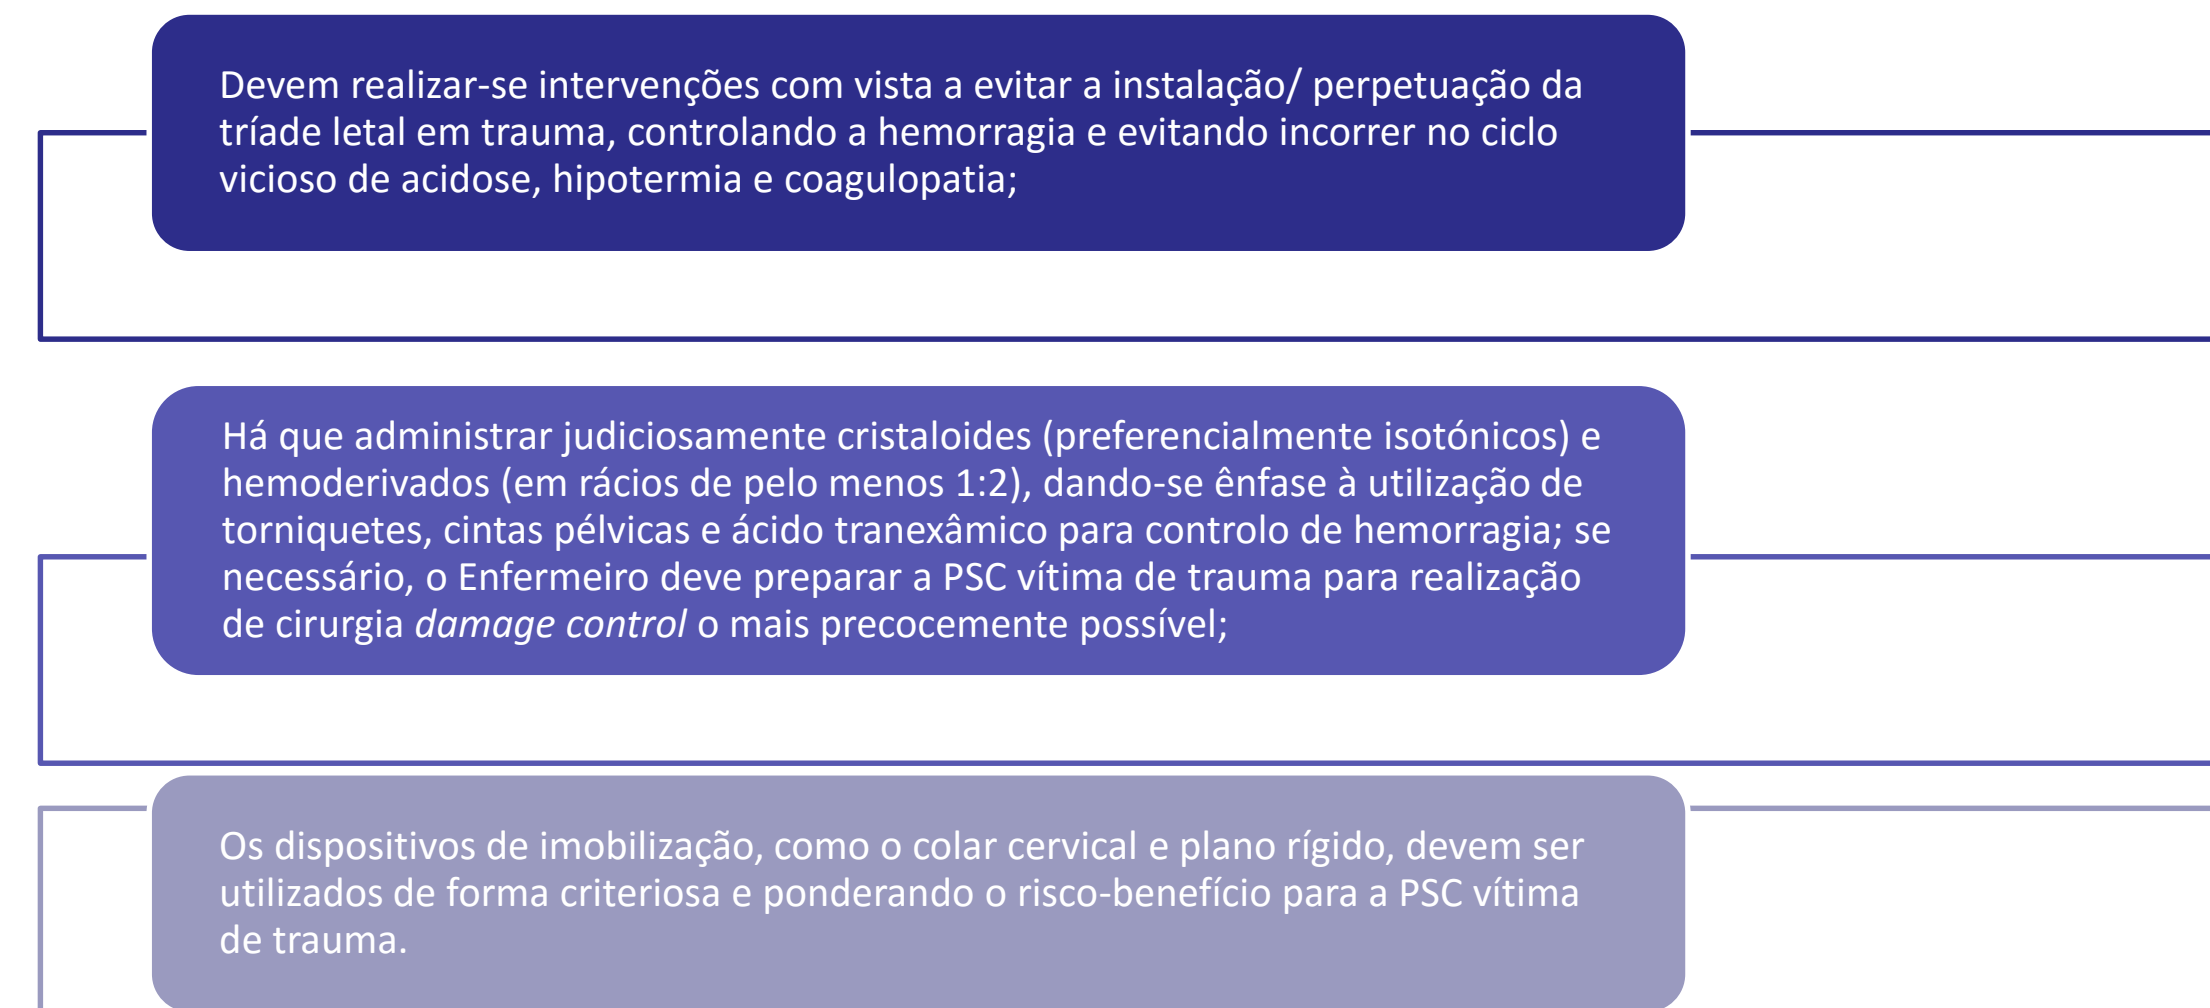 Devem realizar-se intervenções com vista a evitar a instalação/ perpetuação da
tríade letal em trauma, controlando a hemorragia e evitando incorrer no ciclo
vicioso de acidose, hipotermia e coagulopatia;
Há que administrar judiciosamente cristaloides (preferencialmente isotónicos) e
hemoderivados (em rácios de pelo menos 1:2), dando-se ênfase à utilização de
torniquetes, cintas pélvicas e ácido tranexâmico para controlo de hemorragia; se
necessário, o Enfermeiro deve preparar a PSC vítima de trauma para realização
de cirurgia damage control o mais precocemente possível;
Os dispositivos de imobilização, como o colar cervical e plano rígido, devem ser
utilizados de forma criteriosa e ponderando o risco-benefício para a PSC vítima
de trauma.